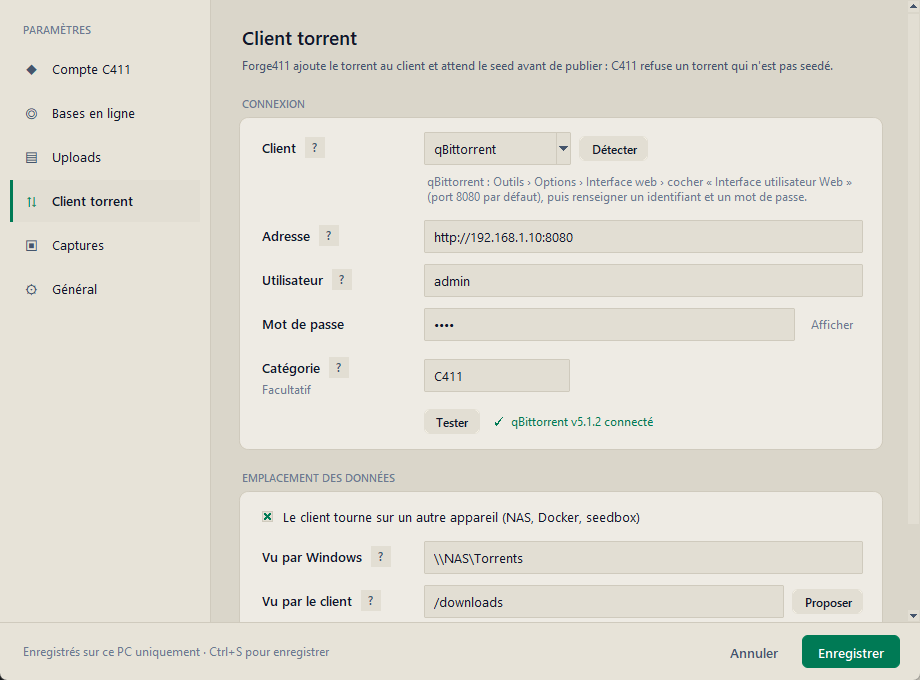 PARAMÈTRES
Compte C411
Bases en ligne
Uploads
Client torrent
Captures
Général
Client torrent
Forge411 ajoute le torrent au client et attend le seed avant de publier : C411 refuse un torrent qui n'est pas seedé.
CONNEXION
Client ?
qBittorrent
Détecter
qBittorrent : Outils › Options › Interface web › cocher « Interface utilisateur Web »
(port 8080 par défaut), puis renseigner un identifiant et un mot de passe.
Adresse ?
http://192.168.1.10:8080
Utilisateur ?
admin
Mot de passe
••••
Afficher
Catégorie ?
Facultatif
C411
Tester
✓ qBittorrent v5.1.2 connecté
EMPLACEMENT DES DONNÉES
Le client tourne sur un autre appareil (NAS, Docker, seedbox)
Vu par Windows ?
\\NAS\Torrents
Vu par le client ?
/downloads
Proposer
Enregistrés sur ce PC uniquement · Ctrl+S pour enregistrer
Annuler
Enregistrer